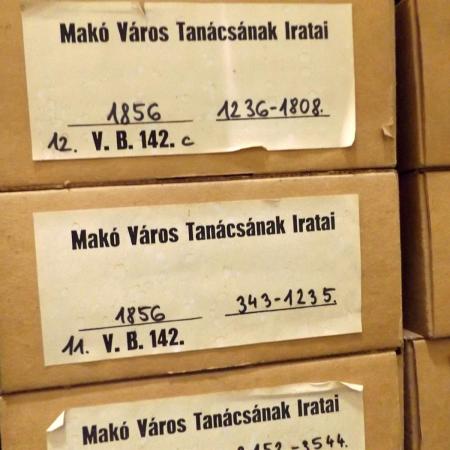 Makó Város Tanácsának Iratai
1856 1236-1808.
12. V. B. 142. c
Makó Város Tanácsának Iratai
1856 343-1235.
11. V. B. 142.
Makó Város Tanácsának Iratai